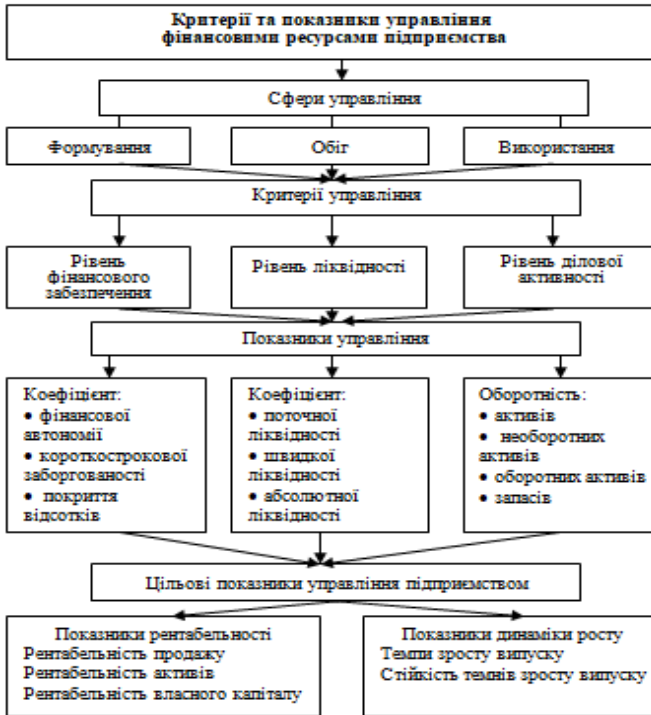 Критерії та показники управління
фінансовими ресурсами підприємства
Сфери управління
Формування
Обіг
Використання
Критерії управління
Рівень
фінансового
забезпечення
Рівень ліквідності
Рівень ділової
активності
Показники управління
Коефіцієнт:
• фінансової
автономії
• короткострокової
заборгованості
• покриття
відсотків
Коефіцієнт:
• поточної
ліквідності
• швидкої
ліквідності
• абсолютної
ліквідності
Оборотність:
• активів
• необоротних
активів
• оборотних активів
• запасів
Цільові показники управління підприємством
Показники рентабельності
Рентабельність продажу
Рентабельність активів
Рентабельність власного капіталу
Показники динаміки росту
Темпи зросту випуску
Стійкість темнів зросту випуску